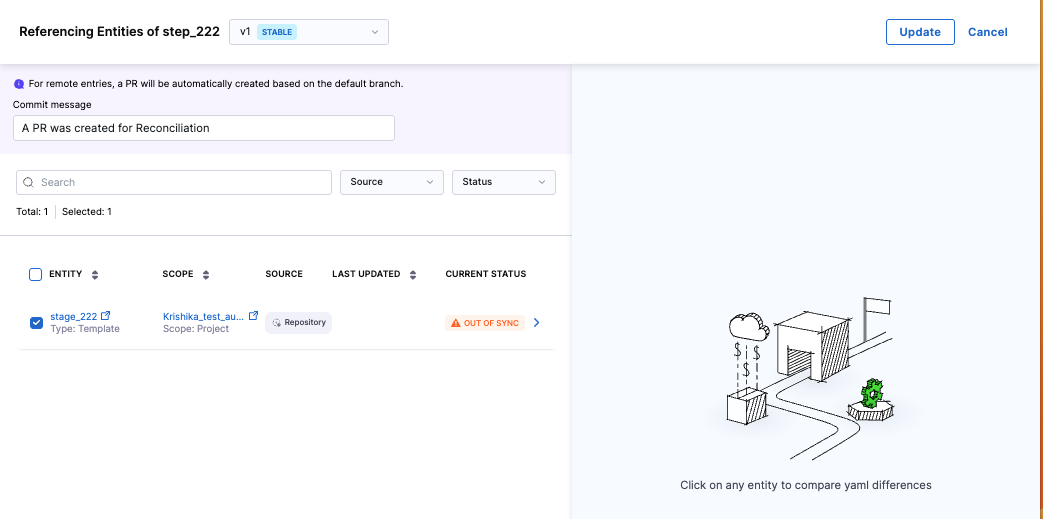 Referencing Entities of step_222
v1 STABLE
Update Cancel
For remote entries, a PR will be automatically created based on the default branch.
Commit message
A PR was created for Reconciliation
Search
Source
Status
Total: 1 Selected: 1
ENTITY SCOPE SOURCE LAST UPDATED CURRENT STATUS
stage_222 Krishika_test_au... Repository OUT OF SYNC
Type: Template Scope: Project
$ $
$
Click on any entity to compare yaml differences